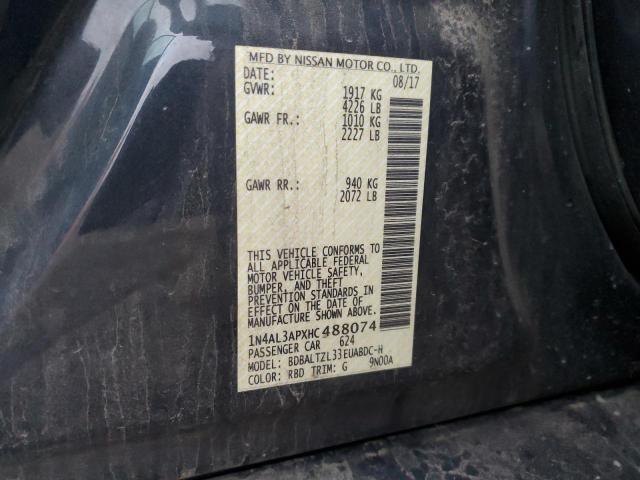 MFD BY NISSAN MOTOR CO., LTD.
DATE: 08/17
GVWR: 1917 KG
4226 LB
GAWR FR.: 1010 KG
2227 LB
GAWR RR.: 940 KG
2072 LB
THIS VEHICLE CONFORMS TO
ALL APPLICABLE FEDERAL
MOTOR VEHICLE SAFETY,
BUMPER, AND THEFT
PREVENTION STANDARDS IN
EFFECT ON THE DATE OF
MANUFACTURE SHOWN ABOVE.
1N4AL3APXHC488074
PASSENGER CAR 624
MODEL: BDBALTZL33EUABDC-H
COLOR: RBD TRIM: G 9N00A